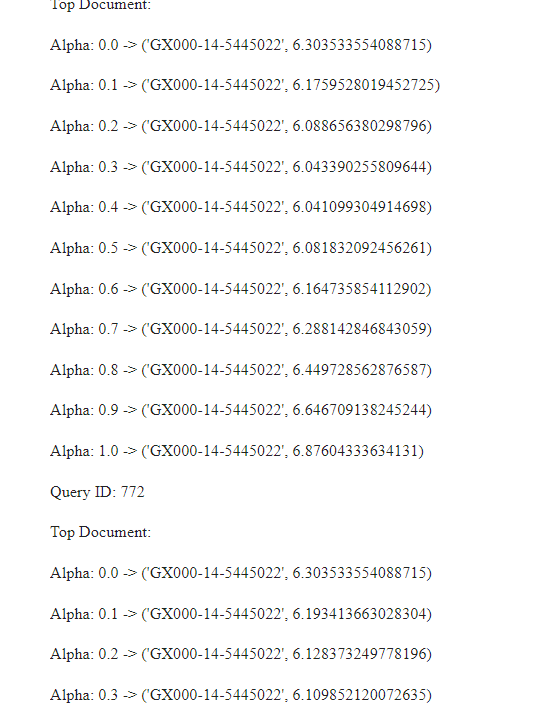 Top Document:
Alpha: 0.0 -> ('GX000-14-5445022', 6.303533554088715)
Alpha: 0.1 -> ('GX000-14-5445022', 6.1759528019452725)
Alpha: 0.2 -> ('GX000-14-5445022', 6.088656380298796)
Alpha: 0.3 -> ('GX000-14-5445022', 6.043390255809644)
Alpha: 0.4 -> ('GX000-14-5445022', 6.041099304914698)
Alpha: 0.5 -> ('GX000-14-5445022', 6.081832092456261)
Alpha: 0.6 -> ('GX000-14-5445022', 6.164735854112902)
Alpha: 0.7 -> ('GX000-14-5445022', 6.288142846843059)
Alpha: 0.8 -> ('GX000-14-5445022', 6.449728562876587)
Alpha: 0.9 -> ('GX000-14-5445022', 6.646709138245244)
Alpha: 1.0 -> ('GX000-14-5445022', 6.87604333634131)
Query ID: 772
Top Document:
Alpha: 0.0 -> ('GX000-14-5445022', 6.303533554088715)
Alpha: 0.1 -> ('GX000-14-5445022', 6.193413663028304)
Alpha: 0.2 -> ('GX000-14-5445022', 6.128373249778196)
Alpha: 0.3 -> ('GX000-14-5445022', 6.109852120072635)